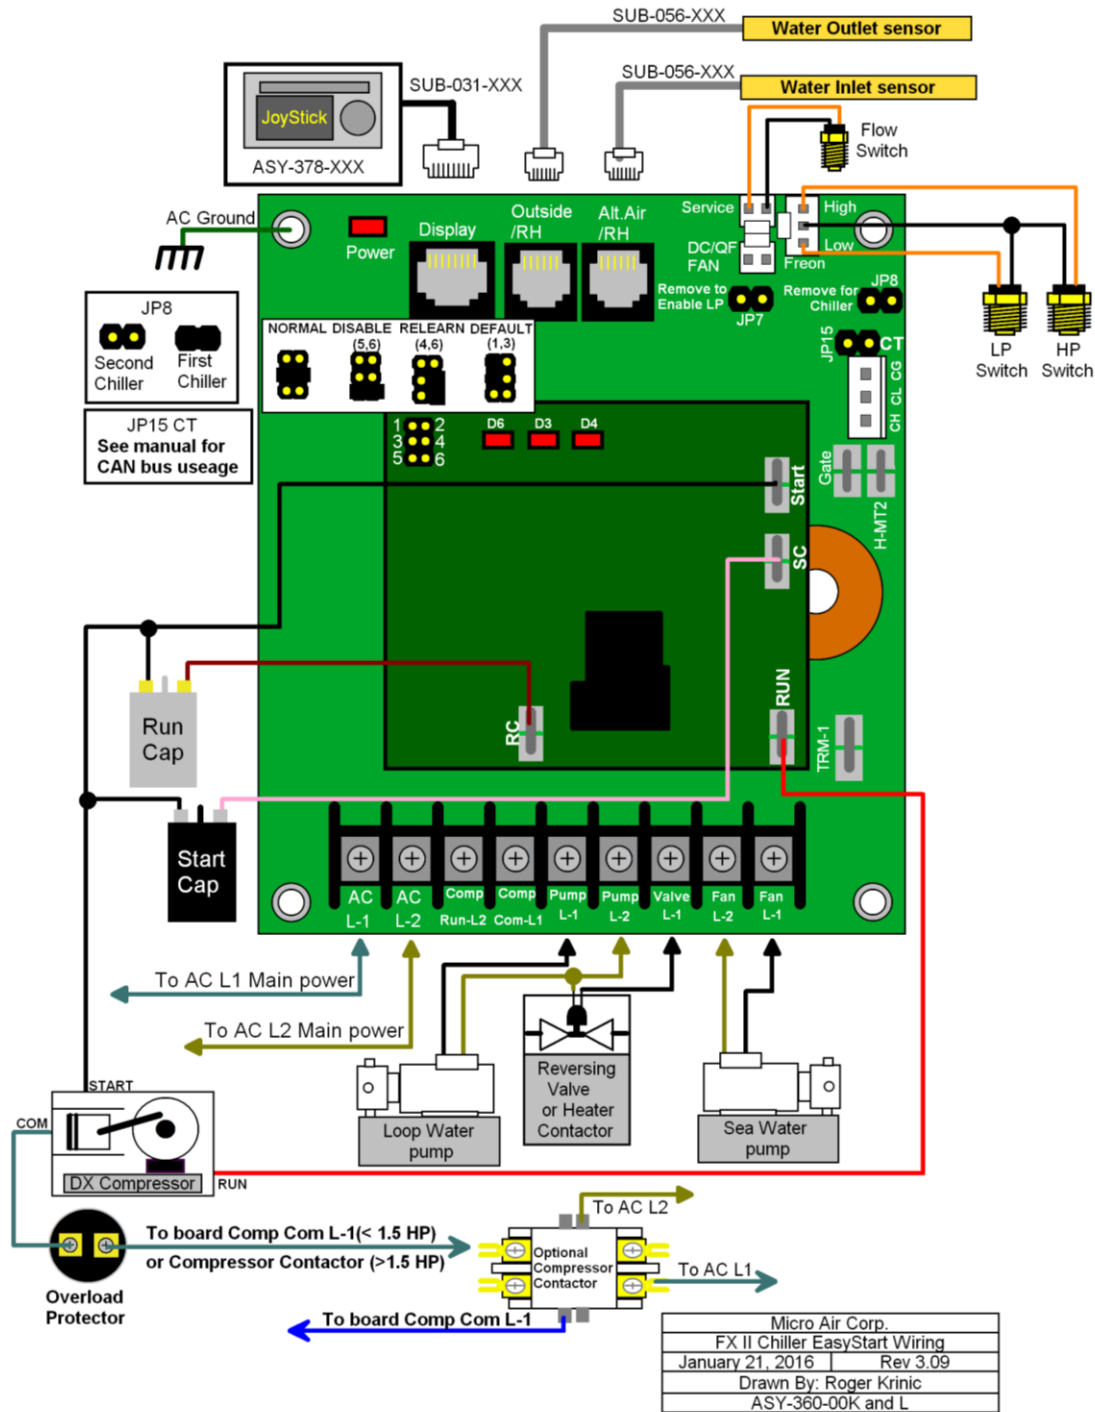 SUB-056-XXX
Water Outlet sensor
SUB-056-XXX
Water Inlet sensor
SUB-031-XXX
JoyStick
ASY-378-XXX
Flow
Switch
AC Ground
Power
Display
Outside
/RH
Alt.Air
/RH
Service
High
DC/QF
FAN
Low
Freon
Remove to
Enable LP
JP7
Remove for
Chiller
JP8
JP15
CT
CH CL CG
LP
Switch
HP
Switch
JP8
Second
Chiller
First
Chiller
NORMAL DISABLE RELEARN DEFAULT
(5,6) (4,6) (1,3)
JP15 CT
See manual for
CAN bus useage
1 2
3 4
5 6
D6 D3 D4
Start
Gate
H-MT2
SC
RUN
RC
TRM-1
Run
Cap
Start
Cap
AC
L-1
AC
L-2
Comp
Run-L2
Comp
Com-L1
Pump
L-1
Pump
L-2
Valve
L-1
Fan
L-2
Fan
L-1
To AC L1 Main power
To AC L2 Main power
Reversing
Valve
or Heater
Contactor
Loop Water
pump
Sea Water
pump
START
COM
DX Compressor
RUN
Overload
Protector
To board Comp Com L-1(< 1.5 HP)
or Compressor Contactor (>1.5 HP)
To AC L2
Optional
Compressor
Contactor
To AC L1
To board Comp Com L-1
Micro Air Corp.
FX II Chiller EasyStart Wiring
January 21, 2016 Rev 3.09
Drawn By: Roger Krinic
ASY-360-00K and L